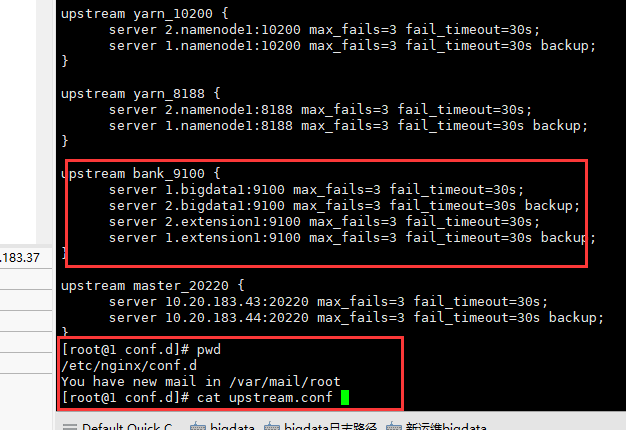 upstream yarn_10200 {
server 2.namenode1:10200 max_fails=3 fail_timeout=30s;
server 1.namenode1:10200 max_fails=3 fail_timeout=30s backup;
}
upstream yarn_8188 {
server 2.namenode1:8188 max_fails=3 fail_timeout=30s;
server 1.namenode1:8188 max_fails=3 fail_timeout=30s backup;
}
upstream bank_9100 {
server 1.bigdata1:9100 max_fails=3 fail_timeout=30s;
server 2.bigdata1:9100 max_fails=3 fail_timeout=30s backup;
server 2.extension1:9100 max_fails=3 fail_timeout=30s;
server 1.extension1:9100 max_fails=3 fail_timeout=30s backup;
}
.183.37
upstream master_20220 {
server 10.20.183.43:20220 max_fails=3 fail_timeout=30s;
server 10.20.183.44:20220 max_fails=3 fail_timeout=30s backup;
}
[root@1 conf.d]# pwd
/etc/nginx/conf.d
You have new mail in /var/mail/root
[root@1 conf.d]# cat upstream.conf
Default Quick C... bigdata bigdata日志路径 新运维bigdata